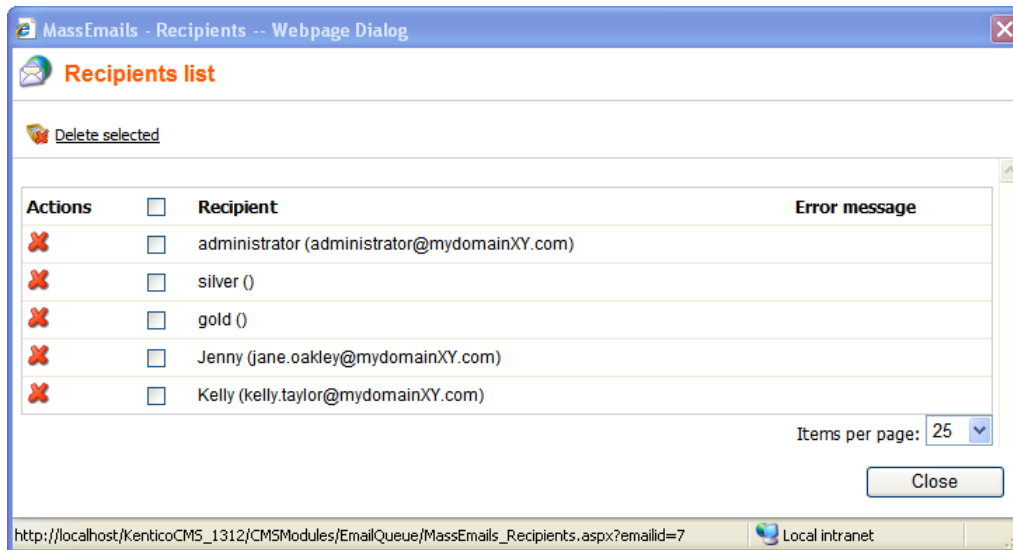 MassEmails - Recipients -- Webpage Dialog
Recipients list
Delete selected
Actions Recipient Error message
administrator (administrator@mydomainXY.com)
silver ()
gold ()
Jenny (jane.oakley@mydomainXY.com)
Kelly (kelly.taylor@mydomainXY.com)
Items per page: 25
Close
http://localhost/KenticoCMS_1312/CMSModules/EmailQueue/MassEmails_Recipients.aspx?emailid=7 Local intranet